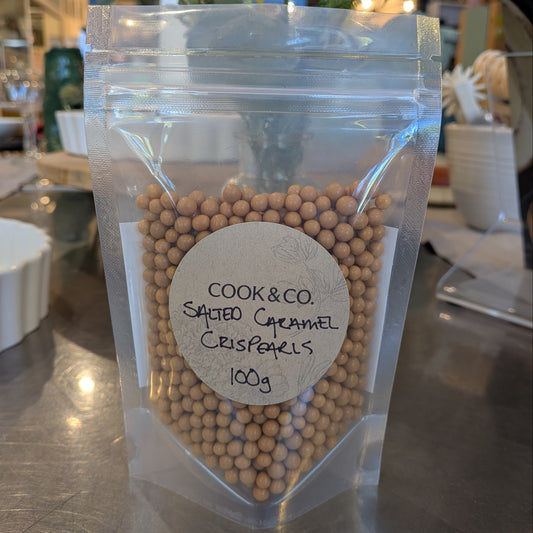 COOK&CO.
SALTED CARAMEL
CRISPEARLS
100g